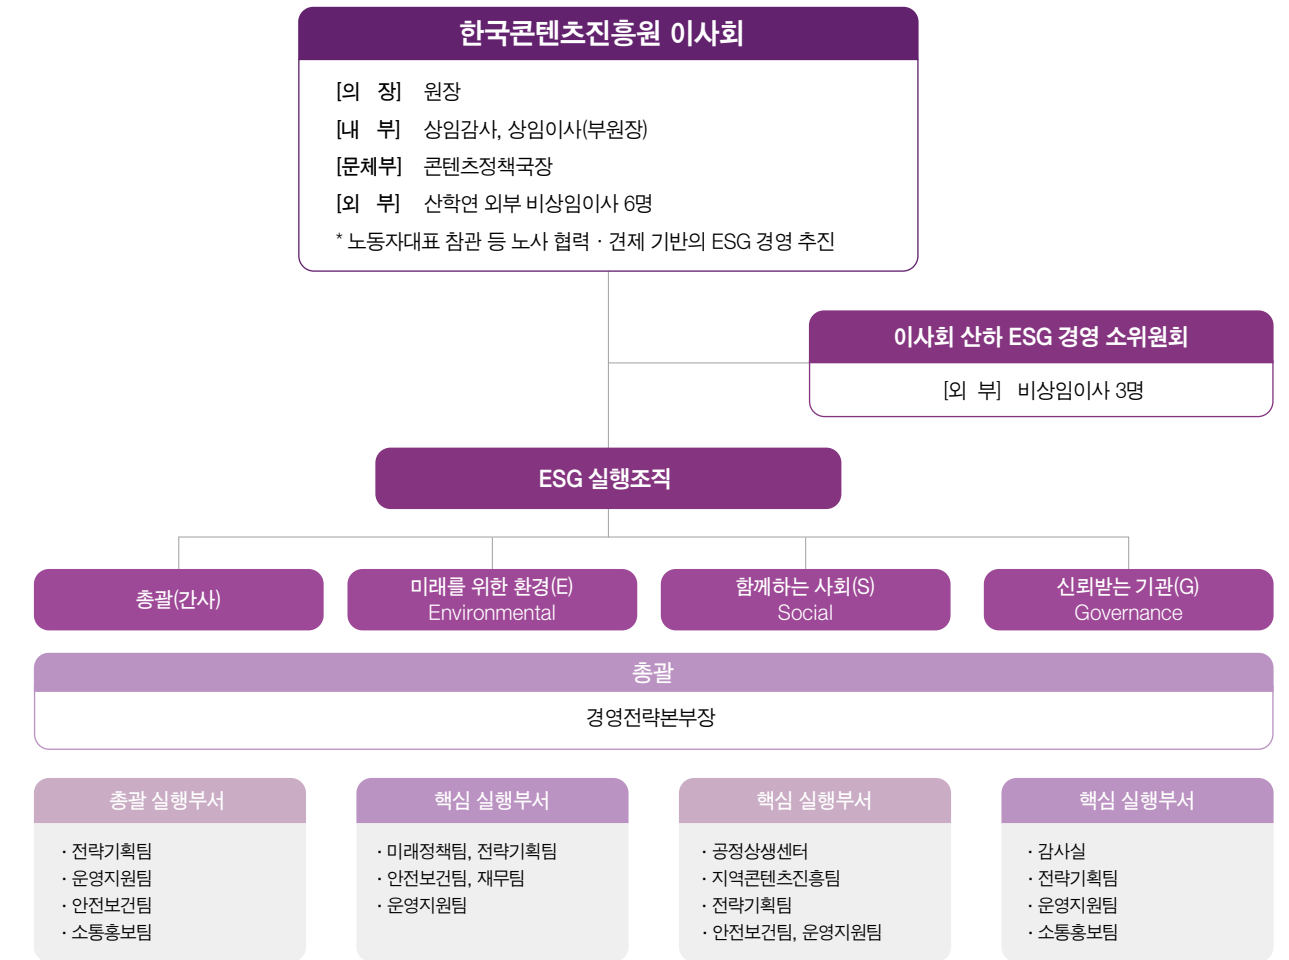 한국콘텐츠진흥원 이사회
[의 장] 원장
[내 부] 상임감사, 상임이사(부원장)
[문체부] 콘텐츠정책국장
[외 부] 산학연 외부 비상임이사 6명
* 노동자대표 참관 등 노사 협력 · 견제 기반의 ESG 경영 추진
이사회 산하 ESG 경영 소위원회
[외 부] 비상임이사 3명
ESG 실행조직
총괄(간사)
미래를 위한 환경(E)
Environmental
함께하는 사회(S)
Social
신뢰받는 기관(G)
Governance
총괄
경영전략본부장
총괄 실행부서
· 전략기획팀
· 운영지원팀
· 안전보건팀
· 소통홍보팀
핵심 실행부서
· 미래정책팀, 전략기획팀
· 안전보건팀, 재무팀
· 운영지원팀
핵심 실행부서
· 공정상생센터
· 지역콘텐츠진흥팀
· 전략기획팀
· 안전보건팀, 운영지원팀
핵심 실행부서
· 감사실
· 전략기획팀
· 운영지원팀
· 소통홍보팀